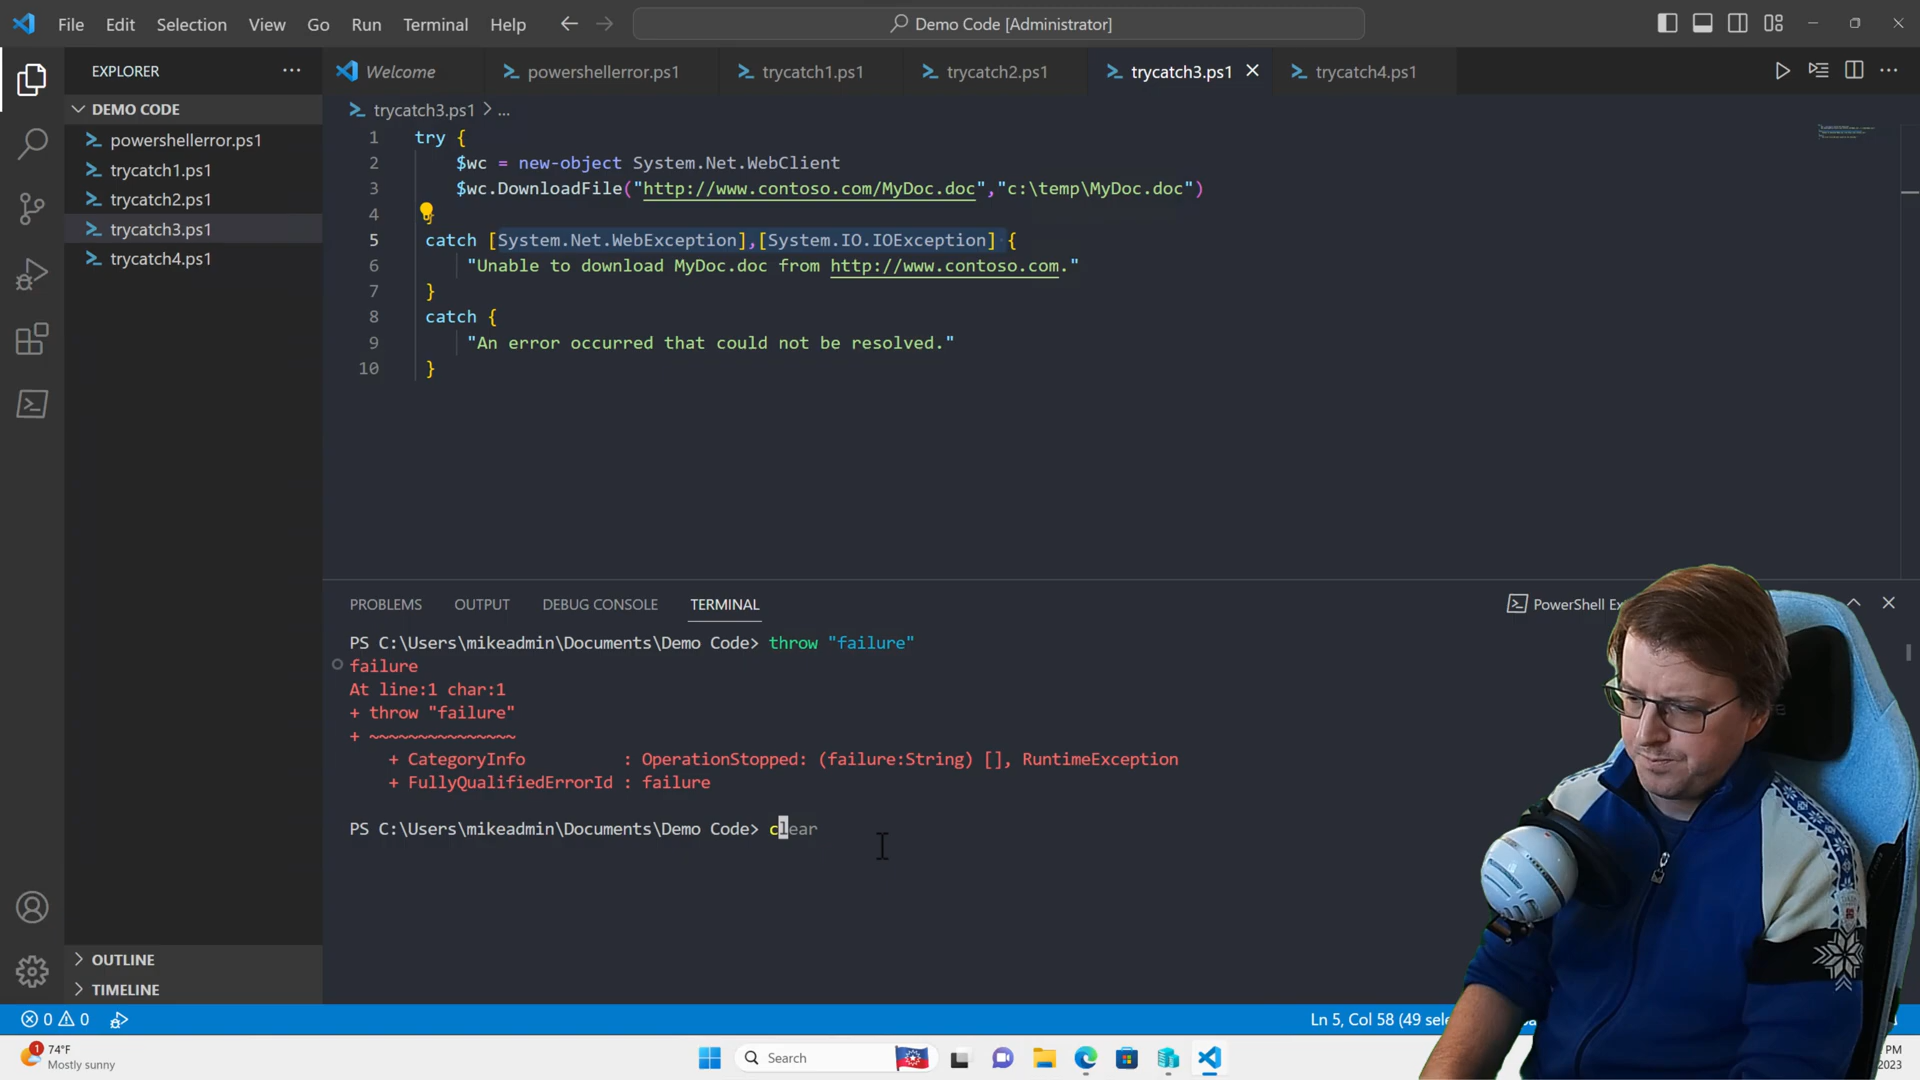 File Edit Selection View Go Run Terminal Help
Demo Code [Administrator]
EXPLORER
Welcome
powershellerror.ps1
trycatch1.ps1
trycatch2.ps1
trycatch3.ps1
trycatch4.ps1
DEMO CODE
powershellerror.ps1
trycatch1.ps1
trycatch2.ps1
trycatch3.ps1
trycatch4.ps1
OUTLINE
TIMELINE
trycatch3.ps1 > ...
1 try {
2 $wc = new-object System.Net.WebClient
3 $wc.DownloadFile("http://www.contoso.com/MyDoc.doc","c:\temp\MyDoc.doc")
4 }
5 catch [System.Net.WebException],[System.IO.IOException] {
6 "Unable to download MyDoc.doc from http://www.contoso.com."
7 }
8 catch {
9 "An error occurred that could not be resolved."
10 }
PROBLEMS OUTPUT DEBUG CONSOLE TERMINAL
PowerShell Ex
PS C:\Users\mikeadmin\Documents\Demo Code> throw "failure"
failure
At line:1 char:1
+ throw "failure"
+ ~~~~~~~~~~~~~~~
+ CategoryInfo : OperationStopped: (failure:String) [], RuntimeException
+ FullyQualifiedErrorId : failure
PS C:\Users\mikeadmin\Documents\Demo Code> clear
0 0
Ln 5, Col 58 (49 sele
1
74°F
Mostly sunny
Search
PM
2023